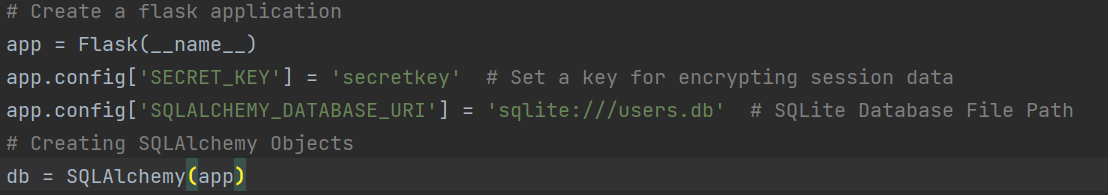 # Create a flask application
app = Flask(__name__)
app.config['SECRET_KEY'] = 'secretkey'  # Set a key for encrypting session data
app.config['SQLALCHEMY_DATABASE_URI'] = 'sqlite:///users.db'  # SQLite Database File Path
# Creating SQLAlchemy Objects
db = SQLAlchemy(app)